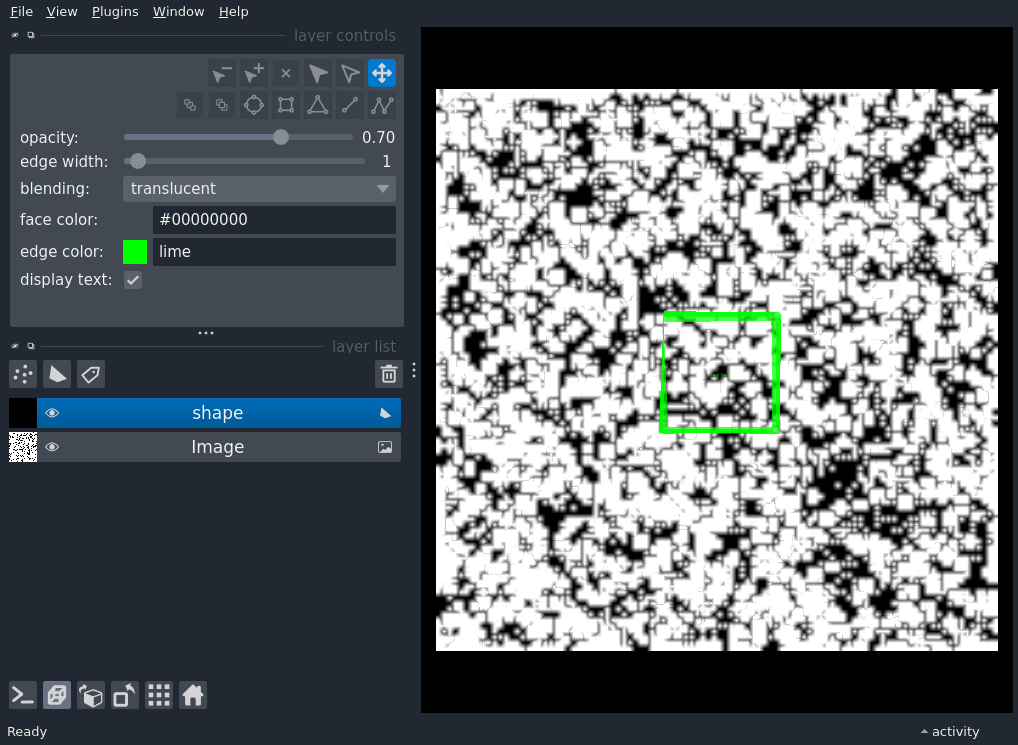 File View Plugins Window Help
layer controls
opacity: 0.70
edge width: 1
blending: translucent
face color: #00000000
edge color: lime
display text:
layer list
shape
Image
Ready
activity